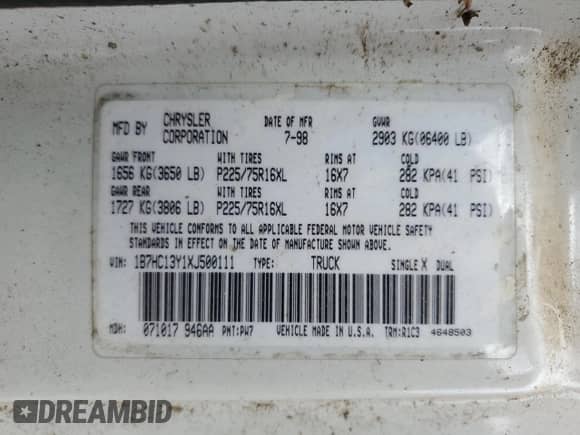 MFD BY CHRYSLER CORPORATION DATE OF MFR 7-98 GVWR 2903 KG(06400 LB)
GAWR FRONT WITH TIRES RIMS AT COLD
1656 KG(3650 LB) P225/75R16XL 16X7 282 KPA(41 PSI)
GAWR REAR WITH TIRES RIMS AT COLD
1727 KG(3806 LB) P225/75R16XL 16X7 282 KPA(41 PSI)
THIS VEHICLE CONFORMS TO ALL APPLICABLE FEDERAL MOTOR VEHICLE SAFETY
STANDARDS IN EFFECT ON THE DATE OF MANUFACTURE SHOWN ABOVE.
VIN: 1B7HC13Y1XJ500111 TYPE: TRUCK SINGLE X DUAL
MDH: 071017 946AA PNT:PW7 VEHICLE MADE IN U.S.A. TRM:R1C3 4648503
DREAMBID